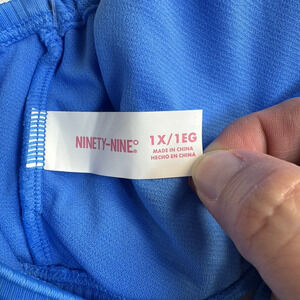 NINETY-NINE°
1X/1EG
MADE IN CHINA
HECHO EN CHINA